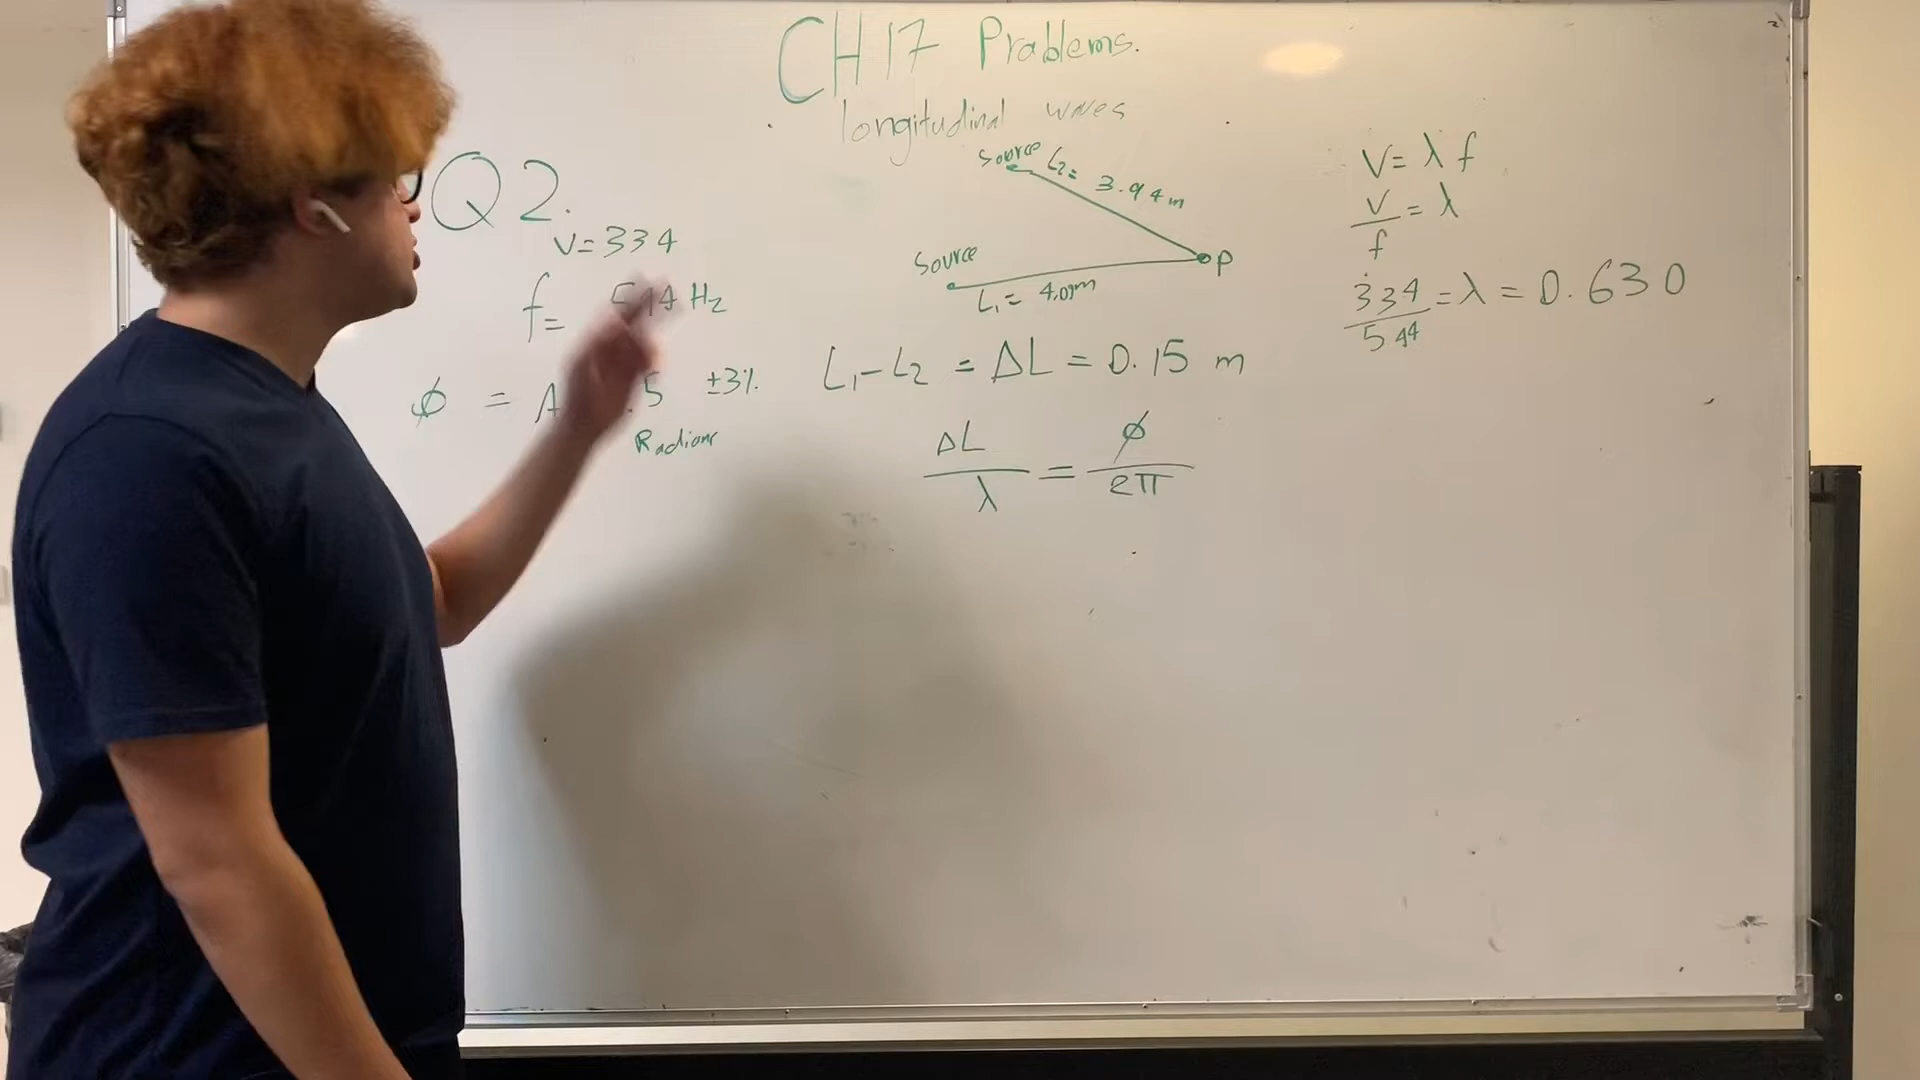 CH 17 Problems.
longitudinal waves
Q2.
V = 334
f = Hz
ϕ = .5 ±3%
Radians
Source L₂ = 3.94 m
Source
P
L₁ = 4.09m
L₁ - L₂ = ΔL = 0.15 m
ΔL/λ = ϕ/2π
V = λ f
V/f = λ
334/544 = λ = 0.630